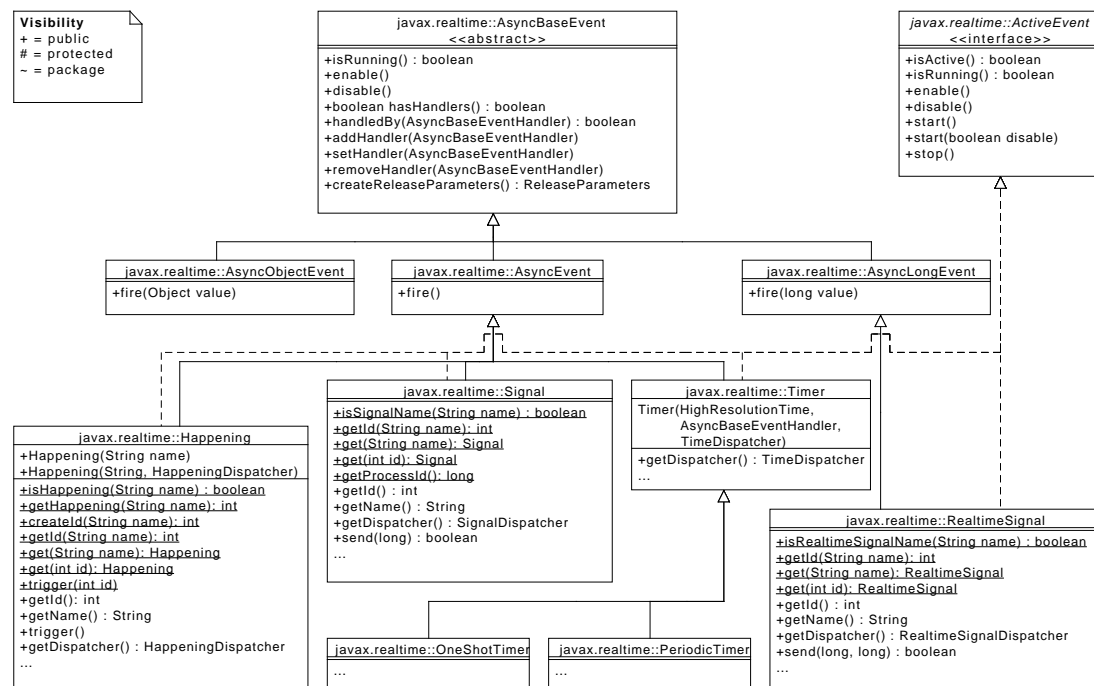 Visibility
+ = public
# = protected
~ = package
javax.realtime::AsyncBaseEvent
<<abstract>>
+isRunning() : boolean
+enable()
+disable()
+boolean hasHandlers() : boolean
+handledBy(AsyncBaseEventHandler) : boolean
+addHandler(AsyncBaseEventHandler)
+setHandler(AsyncBaseEventHandler)
+removeHandler(AsyncBaseEventHandler)
+createReleaseParameters() : ReleaseParameters
javax.realtime::ActiveEvent
<<interface>>
+isActive() : boolean
+isRunning() : boolean
+enable()
+disable()
+start()
+start(boolean disable)
+stop()
javax.realtime::AsyncObjectEvent
+fire(Object value)
javax.realtime::AsyncEvent
+fire()
javax.realtime::AsyncLongEvent
+fire(long value)
javax.realtime::Happening
+Happening(String name)
+Happening(String, HappeningDispatcher)
+isHappening(String name) : boolean
+getHappening(String name): int
+createId(String name): int
+getId(String name): int
+get(String name): Happening
+get(int id): Happening
+trigger(int id)
+getId(): int
+getName() : String
+trigger()
+getDispatcher() : HappeningDispatcher
...
javax.realtime::Signal
+isSignalName(String name) : boolean
+getId(String name): int
+get(String name): Signal
+get(int id): Signal
+getProcessId(): long
+getId() : int
+getName() : String
+getDispatcher() : SignalDispatcher
+send(long) : boolean
...
javax.realtime::Timer
Timer(HighResolutionTime,
AsyncBaseEventHandler,
TimeDispatcher)
+getDispatcher() : TimeDispatcher
...
javax.realtime::RealtimeSignal
+isRealtimeSignalName(String name) : boolean
+getId(String name): int
+get(String name): RealtimeSignal
+get(int id): RealtimeSignal
+getId() : int
+getName() : String
+getDispatcher() : RealtimeSignalDispatcher
+send(long, long) : boolean
...
javax.realtime::OneShotTimer
...
javax.realtime::PeriodicTimer
...